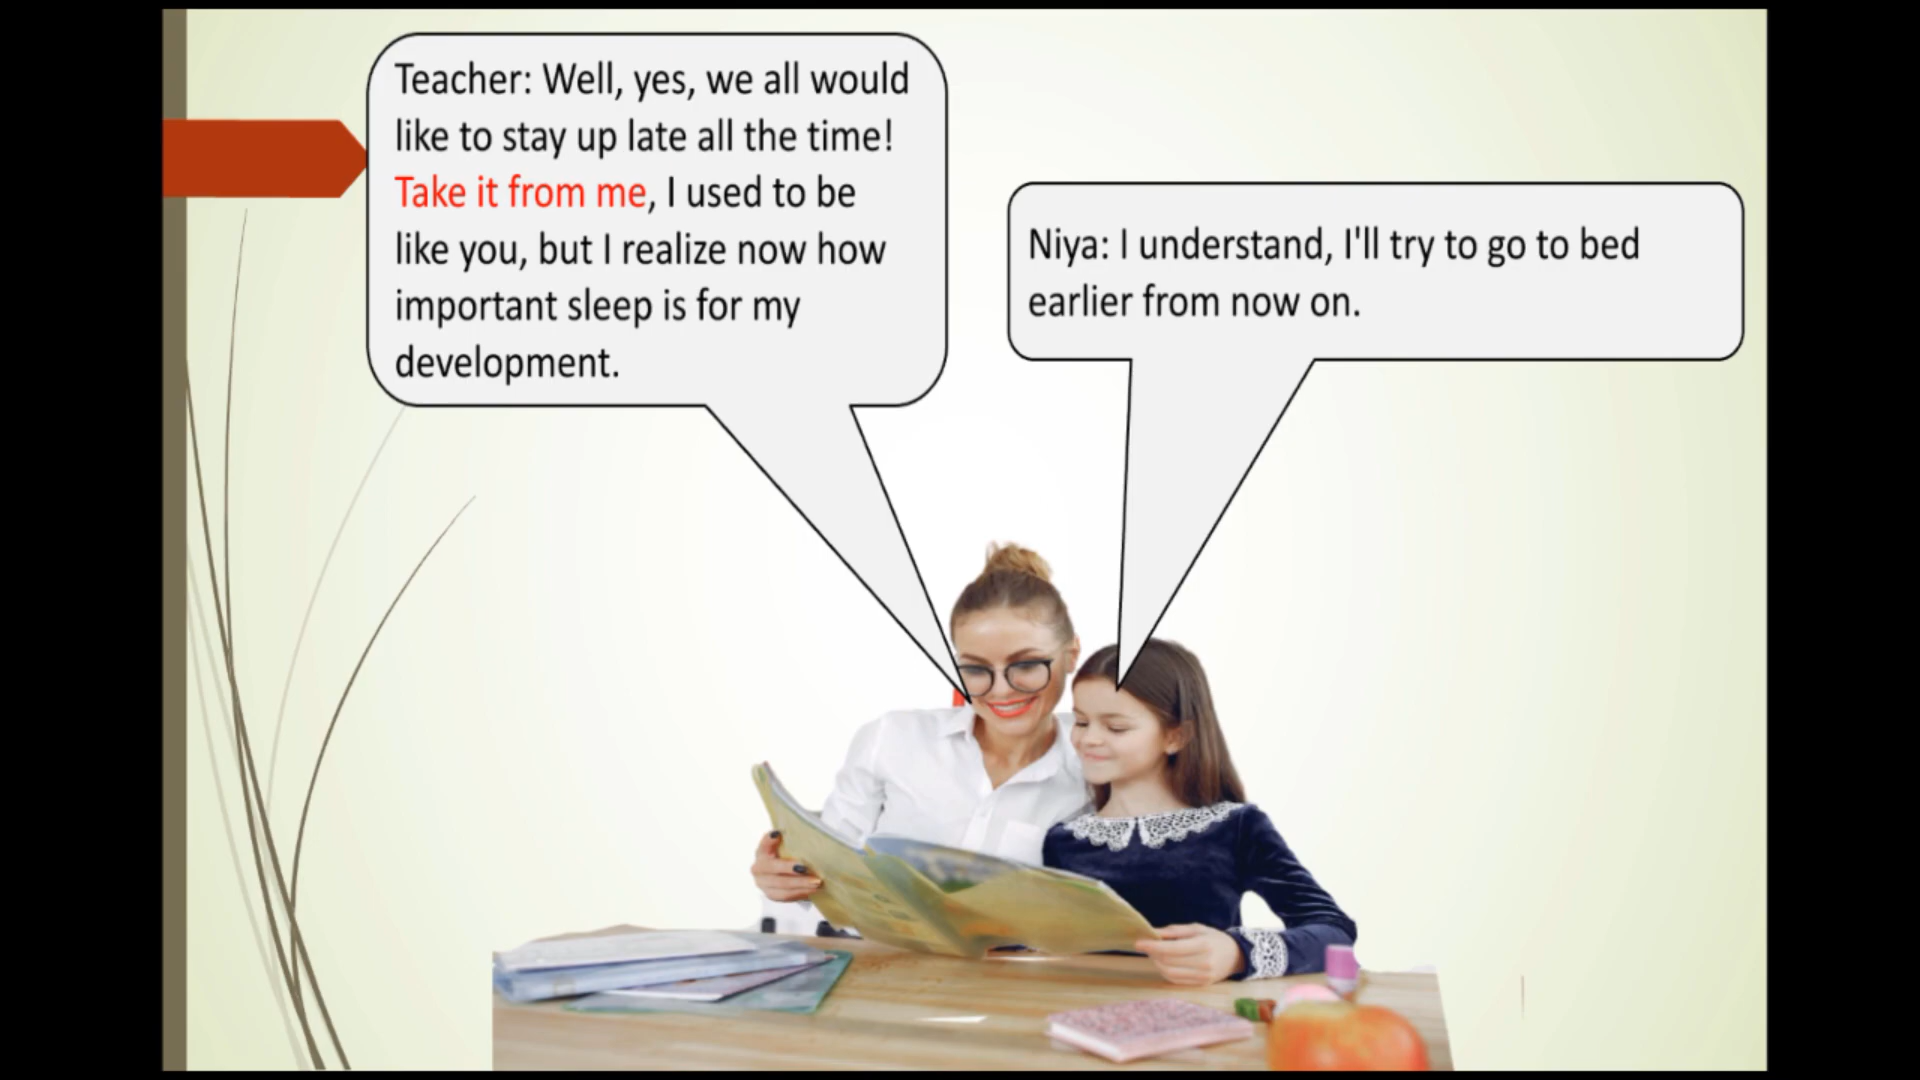 Teacher: Well, yes, we all would
like to stay up late all the time!
Take it from me, I used to be
like you, but I realize now how
important sleep is for my
development.
Niya: I understand, I'll try to go to bed
earlier from now on.